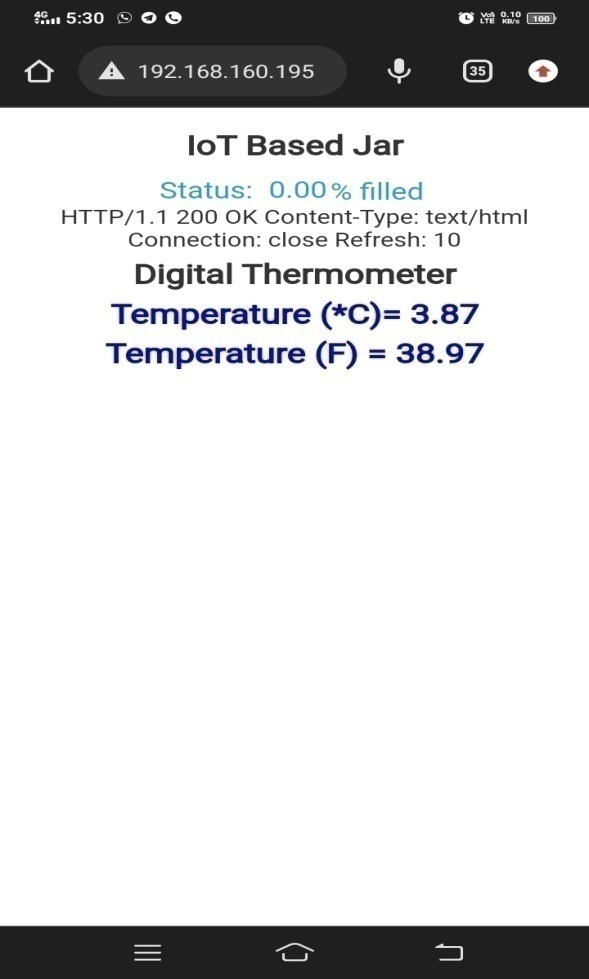 4G 5:30 Vo) LTE 0.10 KB/s 100
192.168.160.195 35
IoT Based Jar
Status: 0.00% filled
HTTP/1.1 200 OK Content-Type: text/html
Connection: close Refresh: 10
Digital Thermometer
Temperature (*C)= 3.87
Temperature (F) = 38.97